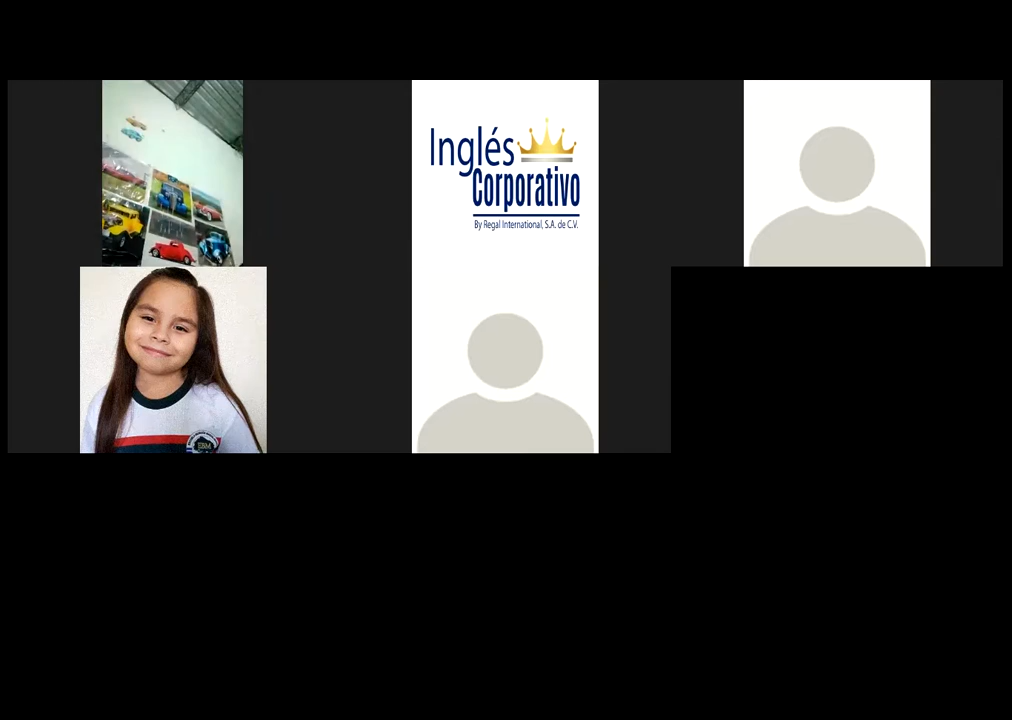 Inglés
Corporativo
By Regal International, S.A. de C.V.